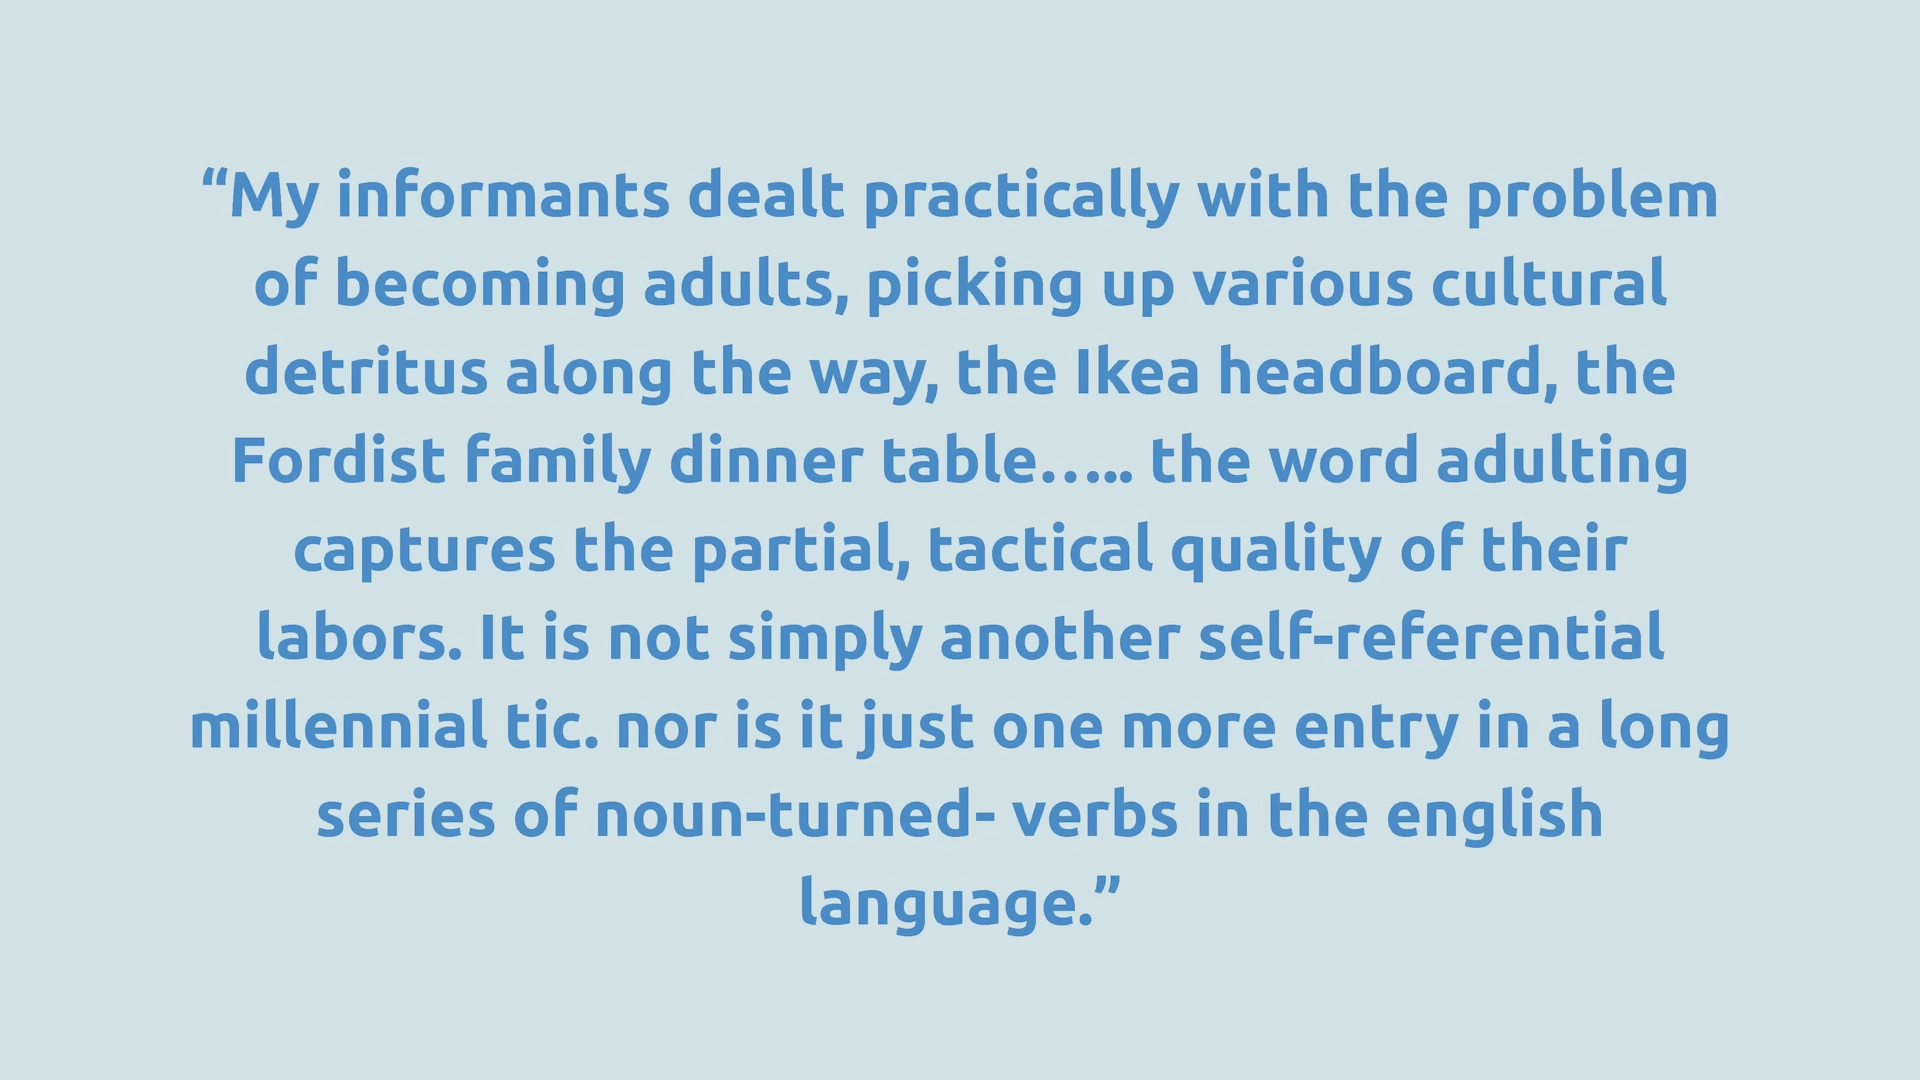 “My informants dealt practically with the problem
of becoming adults, picking up various cultural
detritus along the way, the Ikea headboard, the
Fordist family dinner table….. the word adulting
captures the partial, tactical quality of their
labors. It is not simply another self-referential
millennial tic. nor is it just one more entry in a long
series of noun-turned- verbs in the english
language.”